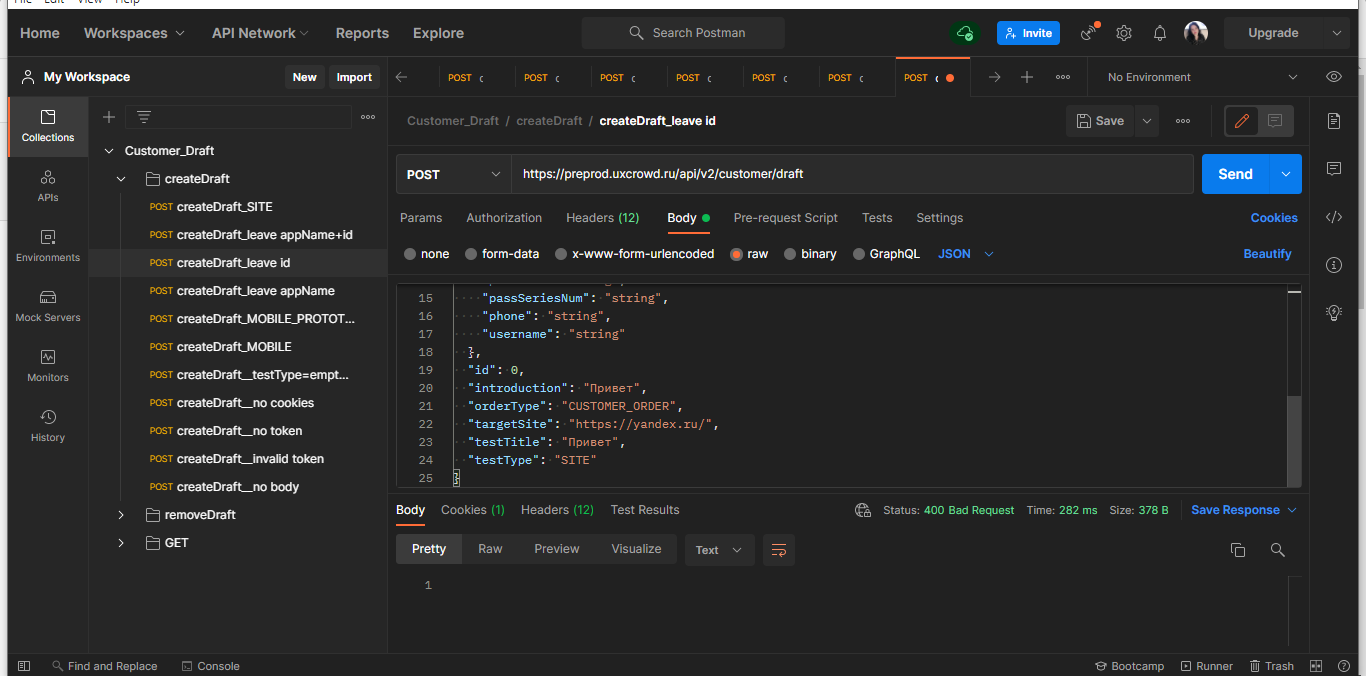 File Edit View Help
Home Workspaces API Network Reports Explore Search Postman Invite Upgrade
My Workspace New Import
POST POST POST POST POST POST POST No Environment
Collections
APIs
Environments
Mock Servers
Monitors
History
Customer_Draft
createDraft
POST createDraft_SITE
POST createDraft_leave appName+id
POST createDraft_leave id
POST createDraft_leave appName
POST createDraft_MOBILE_PROTOT...
POST createDraft_MOBILE
POST createDraft__testType=empt...
POST createDraft__no cookies
POST createDraft__no token
POST createDraft__invalid token
POST createDraft__no body
removeDraft
GET
Customer_Draft / createDraft / createDraft_leave id Save
POST https://preprod.uxcrowd.ru/api/v2/customer/draft Send
Params Authorization Headers (12) Body Pre-request Script Tests Settings Cookies
none form-data x-www-form-urlencoded raw binary GraphQL JSON Beautify
15 "passSeriesNum": "string",
16 "phone": "string",
17 "username": "string"
18 },
19 "id": 0,
20 "introduction": "Привет",
21 "orderType": "CUSTOMER_ORDER",
22 "targetSite": "https://yandex.ru/",
23 "testTitle": "Привет",
24 "testType": "SITE"
25 }
Body Cookies (1) Headers (12) Test Results Status: 400 Bad Request Time: 282 ms Size: 378 B Save Response
Pretty Raw Preview Visualize Text
1
Find and Replace Console Bootcamp Runner Trash